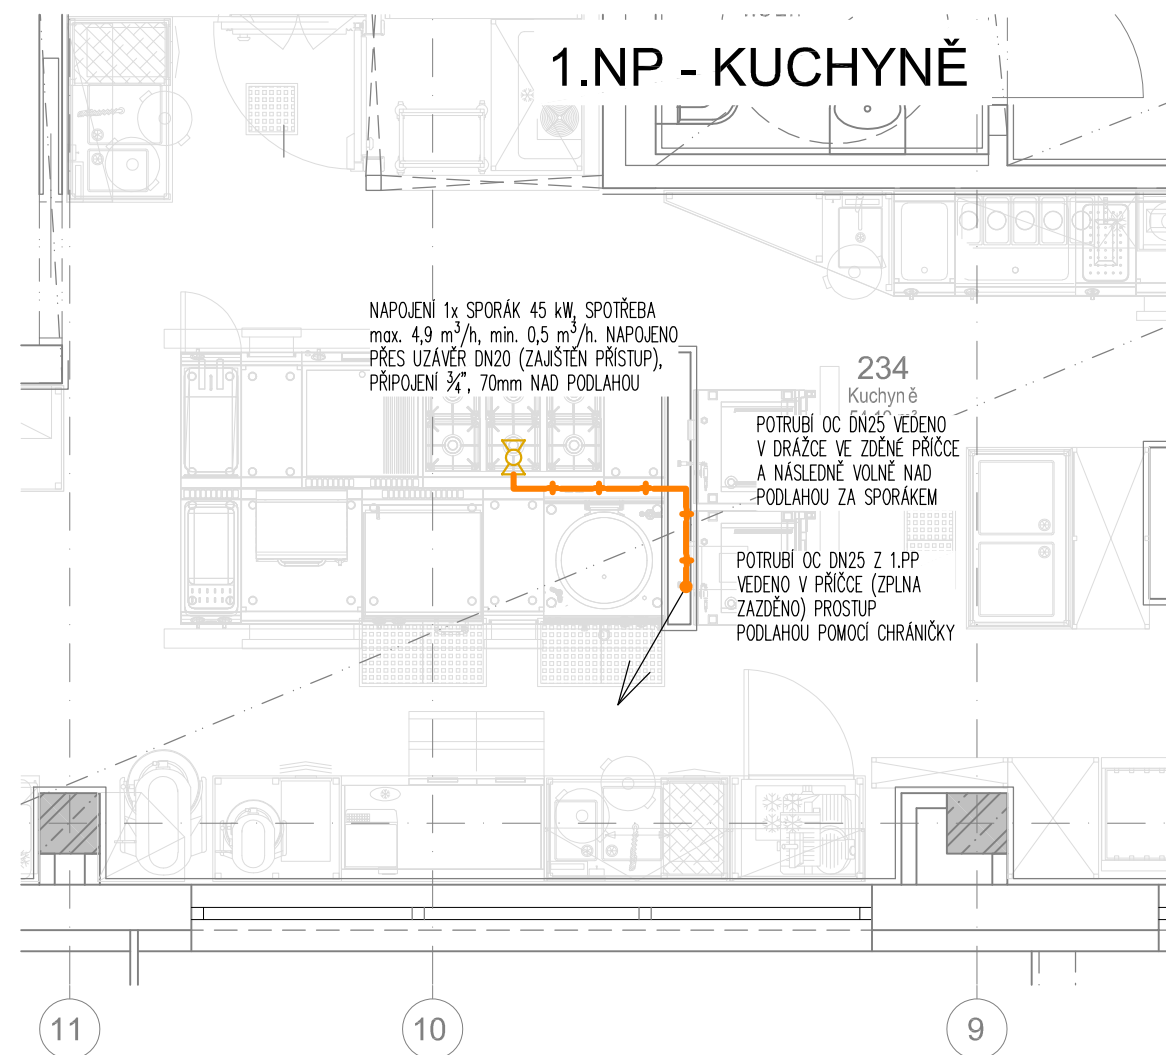 1.NP - KUCHYNĚ
NAPOJENÍ 1x SPORÁK 45 kW, SPOTŘEBA
max. 4,9 m³/h, min. 0,5 m³/h. NAPOJENO
PŘES UZÁVĚR DN20 (ZAJIŠTĚN PŘÍSTUP),
PŘIPOJENÍ ¾", 70mm NAD PODLAHOU
234
Kuchyně
POTRUBÍ OC DN25 VEDENO
V DRÁŽCE VE ZDĚNÉ PŘÍČCE
A NÁSLEDNĚ VOLNĚ NAD
PODLAHOU ZA SPORÁKEM
POTRUBÍ OC DN25 Z 1.PP
VEDENO V PŘÍČCE (ZPLNA
ZAZDĚNO) PROSTUP
PODLAHOU POMOCÍ CHRÁNIČKY
11
10
9